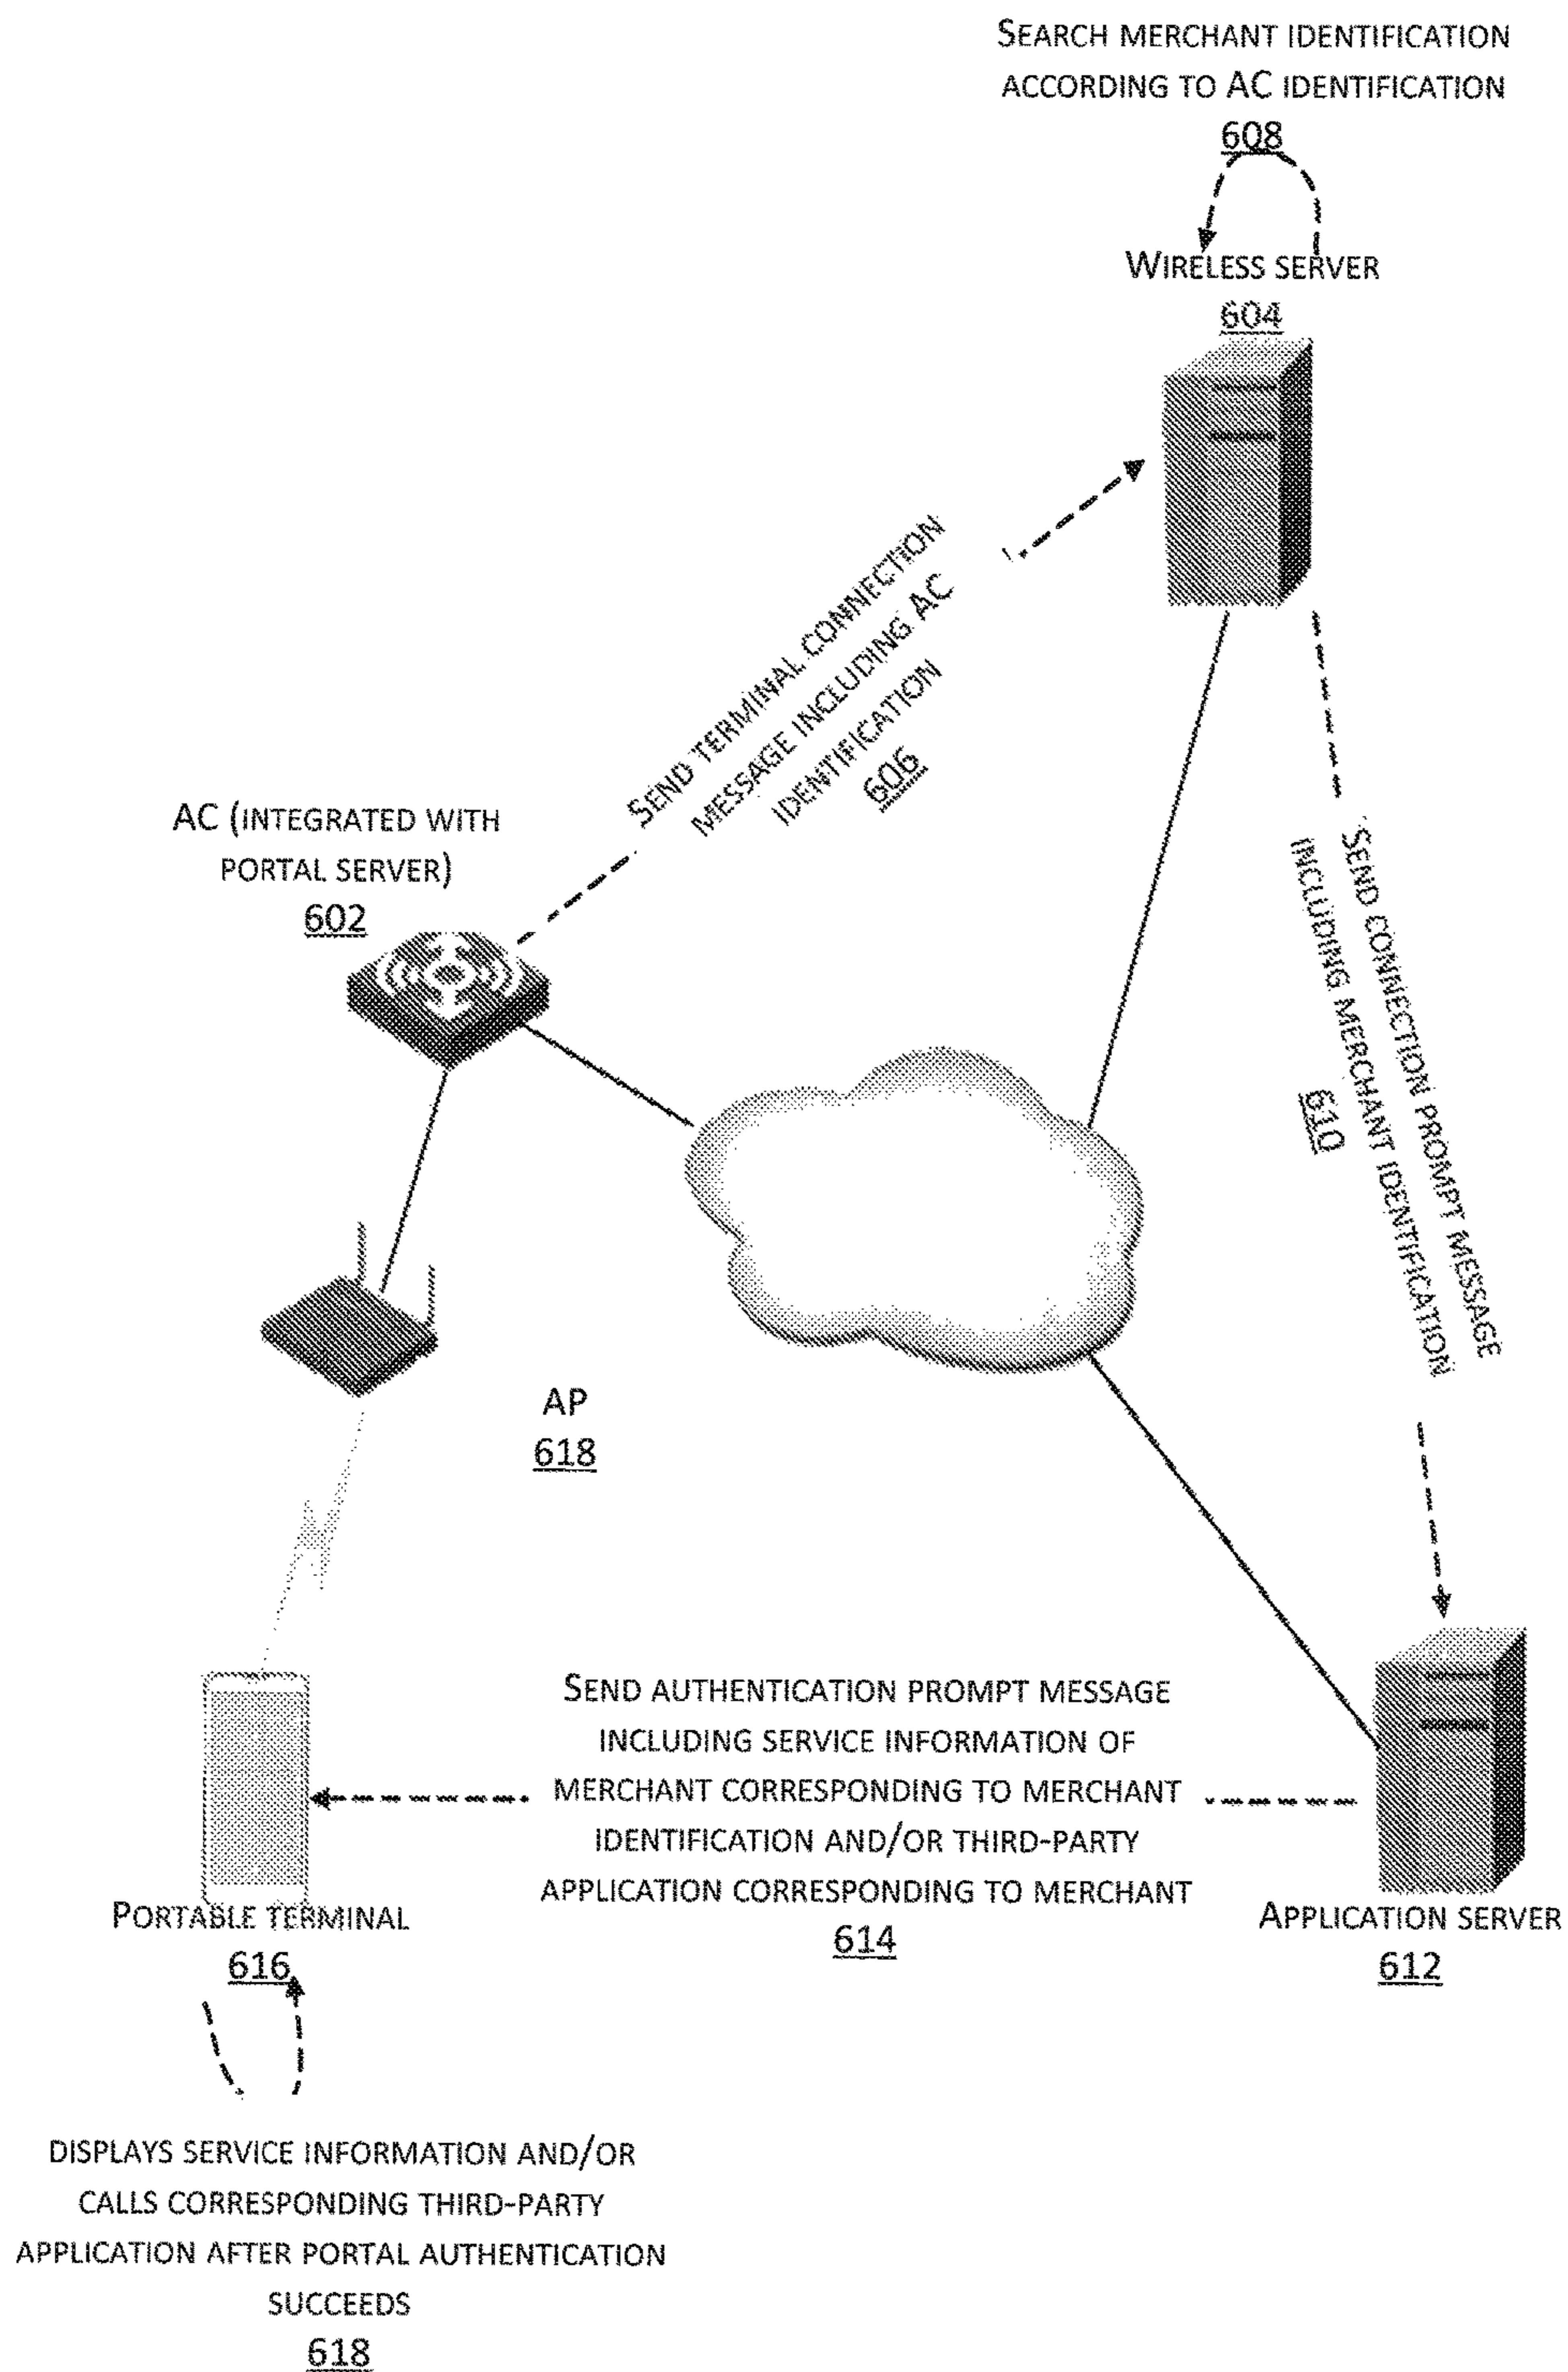 SEARCH MERCHANT IDENTIFICATION
ACCORDING TO AC IDENTIFICATION
608
WIRELESS SERVER
604
SEND TERMINAL CONNECTION
MESSAGE INCLUDING AC
IDENTIFICATION
606
AC (INTEGRATED WITH
PORTAL SERVER)
602
SEND CONNECTION PROMPT MESSAGE
INCLUDING MERCHANT IDENTIFICATION
610
AP
618
SEND AUTHENTICATION PROMPT MESSAGE
INCLUDING SERVICE INFORMATION OF
MERCHANT CORRESPONDING TO MERCHANT
IDENTIFICATION AND/OR THIRD-PARTY
APPLICATION CORRESPONDING TO MERCHANT
614
PORTABLE TERMINAL
616
APPLICATION SERVER
612
DISPLAYS SERVICE INFORMATION AND/OR
CALLS CORRESPONDING THIRD-PARTY
APPLICATION AFTER PORTAL AUTHENTICATION
SUCCEEDS
618